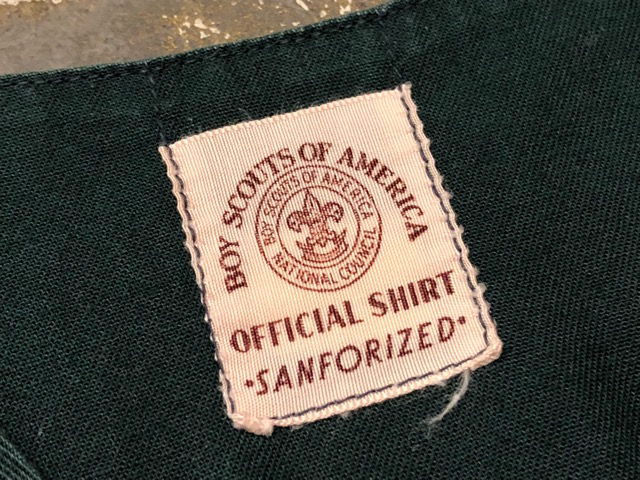 BOY SCOUTS OF AMERICA
BOY SCOUTS OF AMERICA
NATIONAL COUNCIL
OFFICIAL SHIRT
•SANFORIZED•